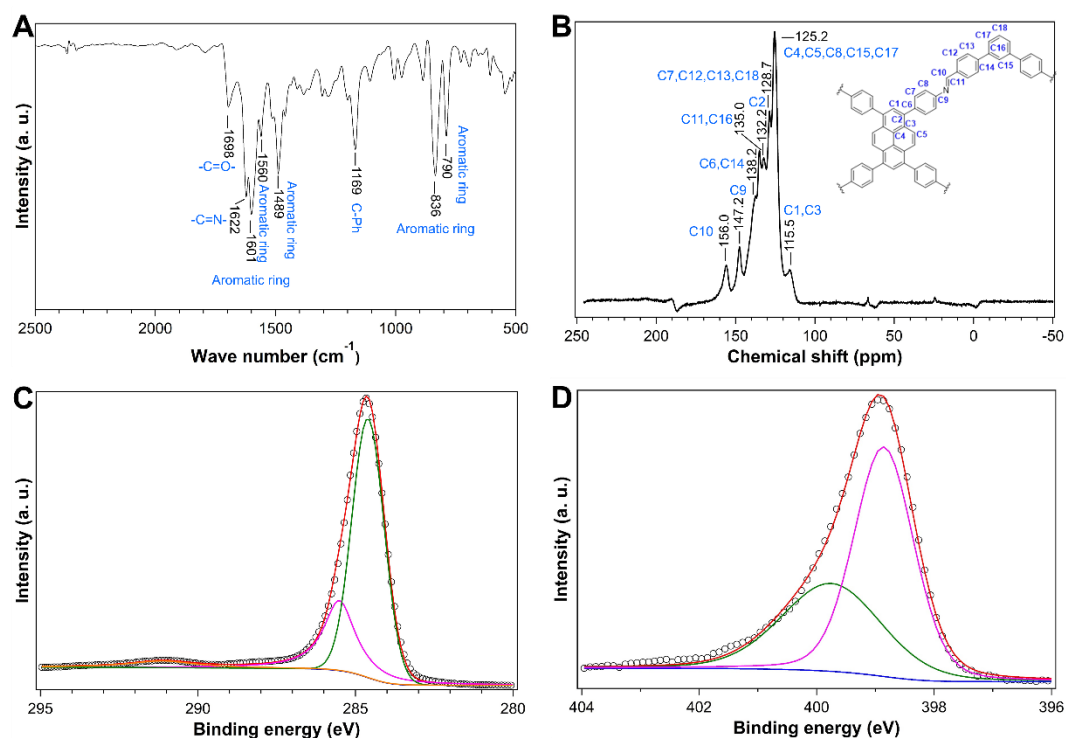 A
Intensity (a. u.)
1698
-C=O-
-C=N-
1622
1601
1560
Aromatic ring
1489
Aromatic ring
Aromatic ring
1169
C-Ph
836
Aromatic ring
790
Aromatic ring
2500 2000 1500 1000 500
Wave number (cm⁻¹)
B
Intensity (a. u.)
125.2
C4,C5,C8,C15,C17
C7,C12,C13,C18
128.7
C2
132.2
C11,C16
135.0
C6,C14
138.2
C9
147.2
C10
156.0
C1,C3
115.5
C18
C17
C16
C12 C13
C15
C10
C14
C11
C8
C7
N
C9
C1
C6
C2
C3
C4
C5
250 200 150 100 50 0 -50
Chemical shift (ppm)
C
Intensity (a. u.)
295 290 285 280
Binding energy (eV)
D
Intensity (a. u.)
404 402 400 398 396
Binding energy (eV)